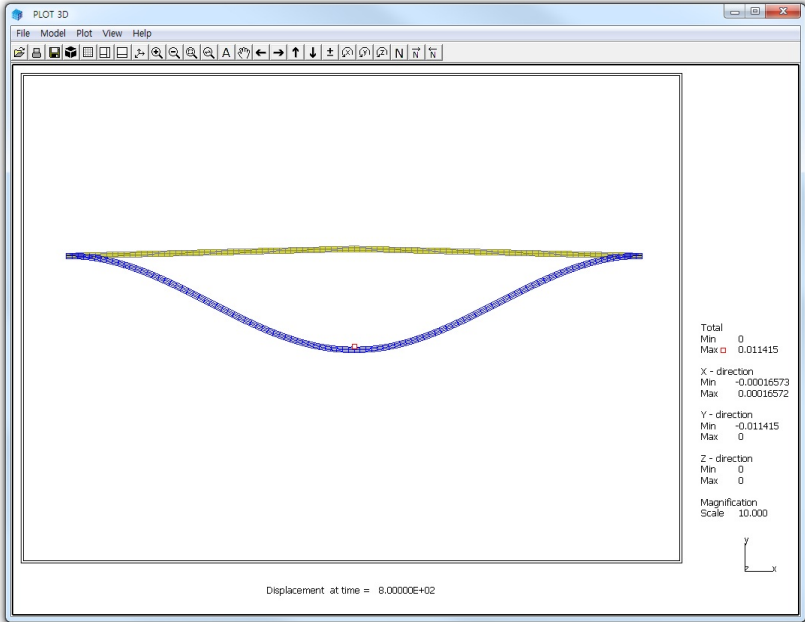 PLOT 3D
File Model Plot View Help
A N N N
Total
Min 0
Max 0.011415
X - direction
Min -0.00016573
Max 0.00016572
Y - direction
Min -0.011415
Max 0
Z - direction
Min 0
Max 0
Magnification
Scale 10.000
y
z x
Displacement at time = 8.00000E+02